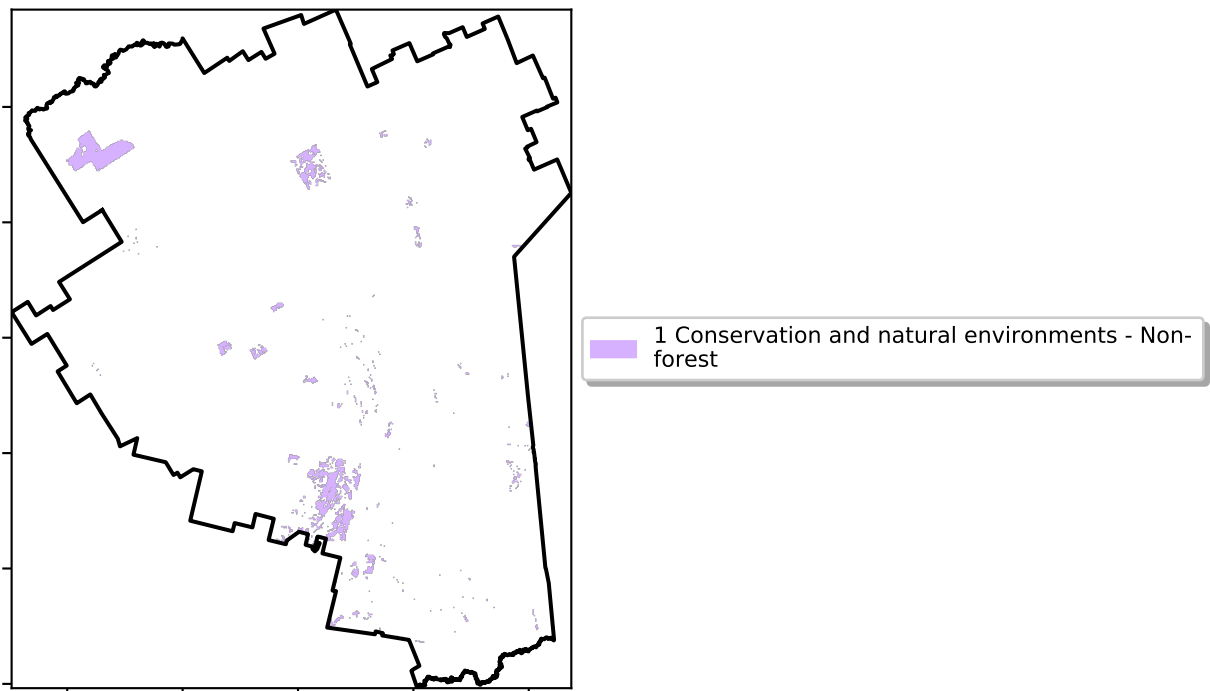 1 Conservation and natural environments - Non-
forest